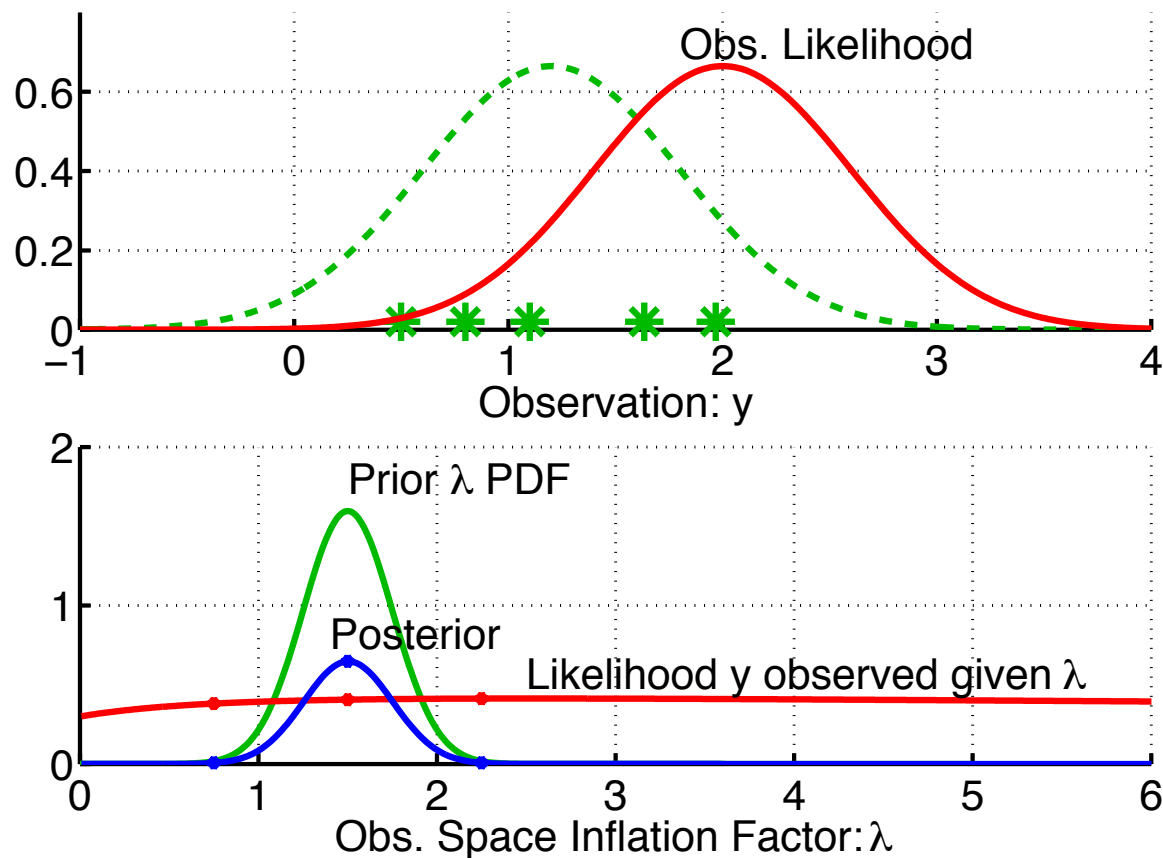 Obs. Likelihood
0.6
0.4
0.2
0
−1 0 1 2 3 4
Observation: y
2
Prior λ PDF
1
Posterior
Likelihood y observed given λ
0
0 1 2 3 4 5 6
Obs. Space Inflation Factor: λ